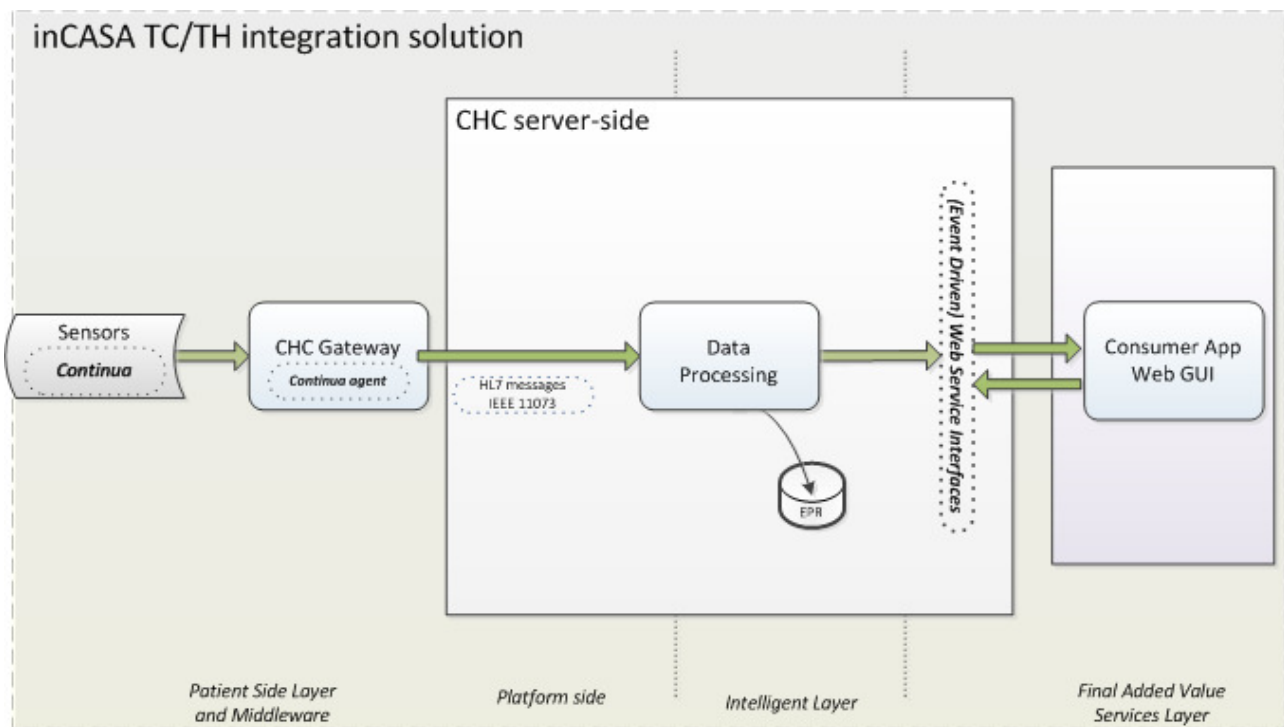 inCASA TC/TH integration solution
CHC server-side
Sensors
Continua
CHC Gateway
Continua agent
HL7 messages
IEEE 11073
Data
Processing
EPR
(Event Driven) Web Service Interfaces
Consumer App
Web GUI
Patient Side Layer
and Middleware
Platform side
Intelligent Layer
Final Added Value
Services Layer